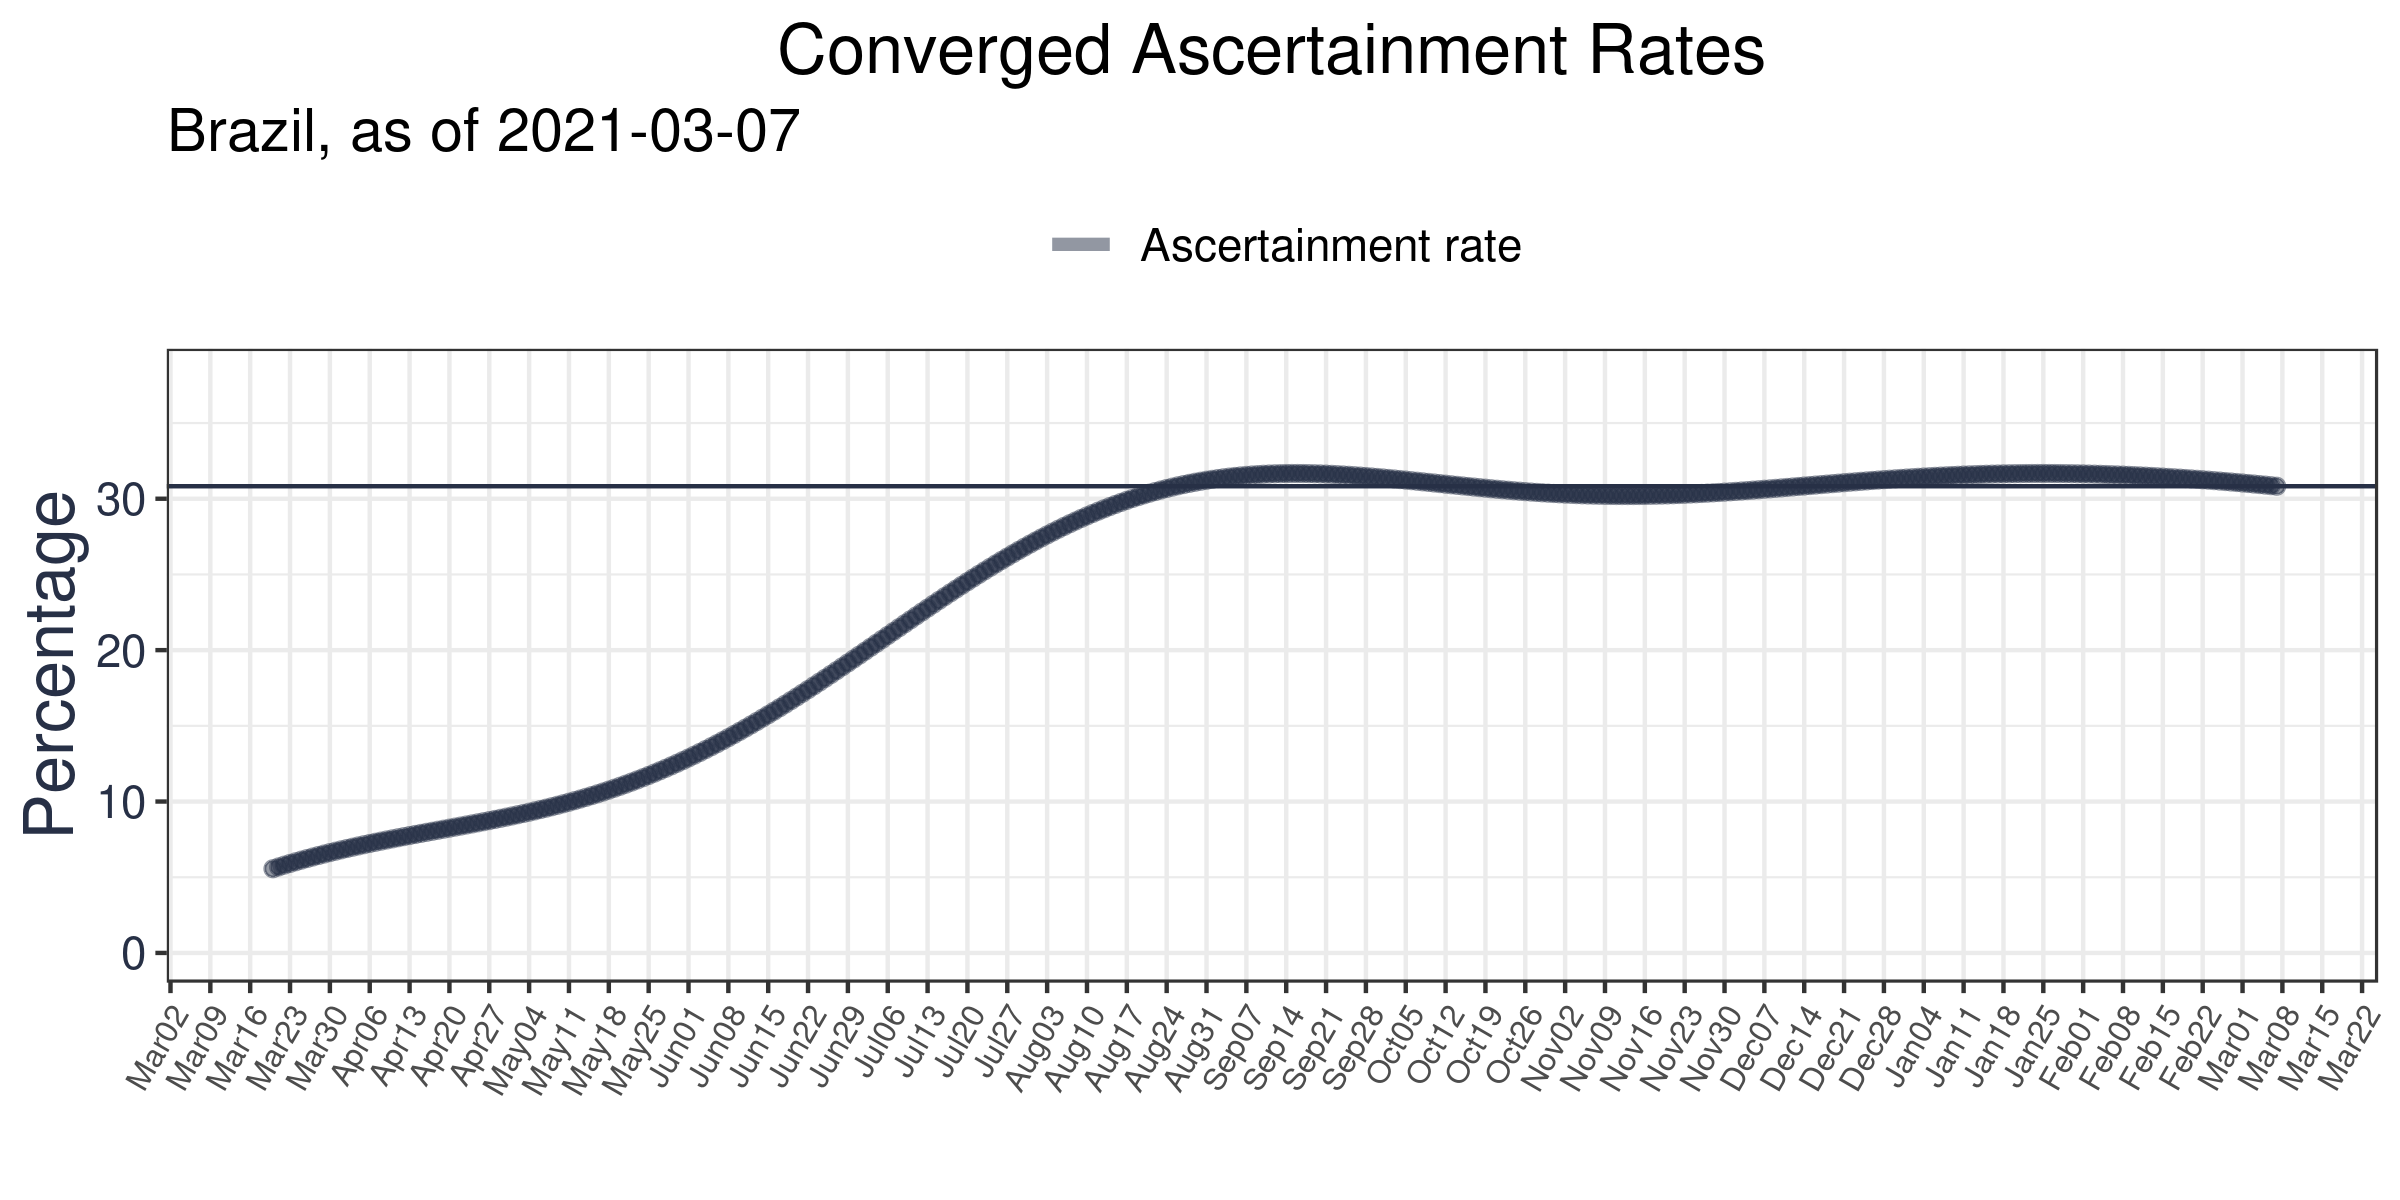 Converged Ascertainment Rates
Brazil, as of 2021-03-07
Ascertainment rate
Percentage
30
20
10
0
Mar02
Mar09
Mar16
Mar23
Mar30
Apr06
Apr13
Apr20
Apr27
May04
May11
May18
May25
Jun01
Jun08
Jun15
Jun22
Jun29
Jul06
Jul13
Jul20
Jul27
Aug03
Aug10
Aug17
Aug24
Aug31
Sep07
Sep14
Sep21
Sep28
Oct05
Oct12
Oct19
Oct26
Nov02
Nov09
Nov16
Nov23
Nov30
Dec07
Dec14
Dec21
Dec28
Jan04
Jan11
Jan18
Jan25
Feb01
Feb08
Feb15
Feb22
Mar01
Mar08
Mar15
Mar22